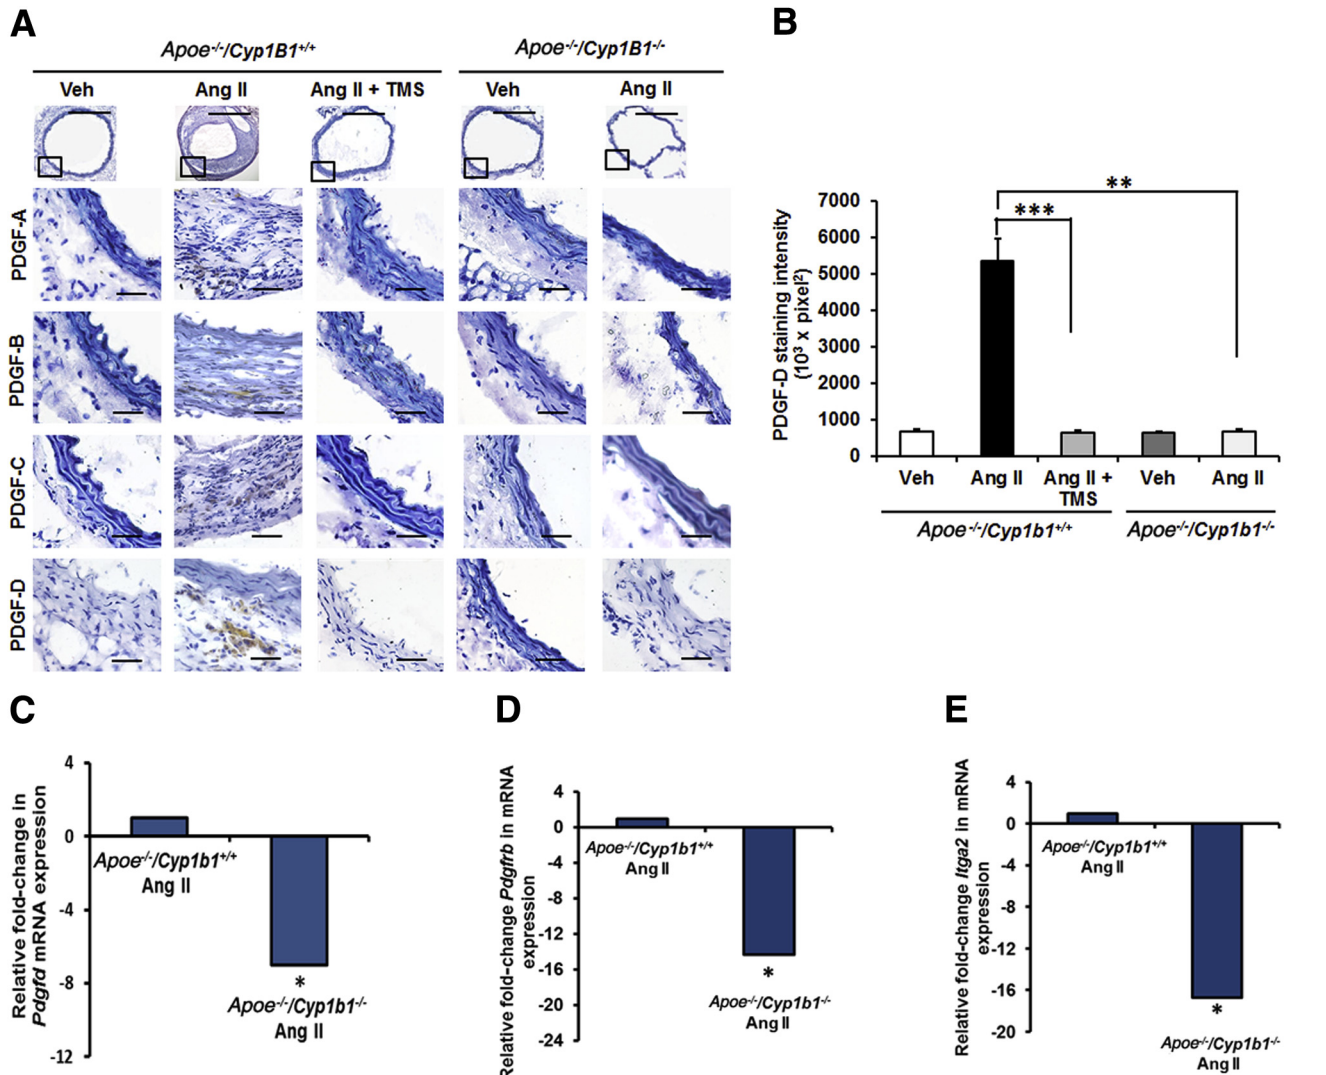 A
Apoe-/-/Cyp1B1+/+
Apoe-/-/Cyp1B1-/-
Veh
Ang II
Ang II + TMS
Veh
Ang II
PDGF-A
PDGF-B
PDGF-C
PDGF-D
B
PDGF-D staining intensity
(10³ x pixel²)
7000
6000
5000
4000
3000
2000
1000
0
**
***
Veh
Ang II
Ang II +
TMS
Veh
Ang II
Apoe-/-/Cyp1b1+/+
Apoe-/-/Cyp1b1-/-
C
Relative fold-change in
Pdgfd mRNA expression
4
0
-4
-8
-12
Apoe-/-/Cyp1b1+/+
Ang II
*
Apoe-/-/Cyp1b1-/-
Ang II
D
Relative fold-change Pdgfrb in mRNA
expression
4
0
-4
-8
-12
-16
-20
-24
Apoe-/-/Cyp1b1+/+
Ang II
*
Apoe-/-/Cyp1b1-/-
Ang II
E
Relative fold-change Itga2 in mRNA
expression
4
0
-4
-8
-12
-16
-20
Apoe-/-/Cyp1b1+/+
Ang II
*
Apoe-/-/Cyp1b1-/-
Ang II